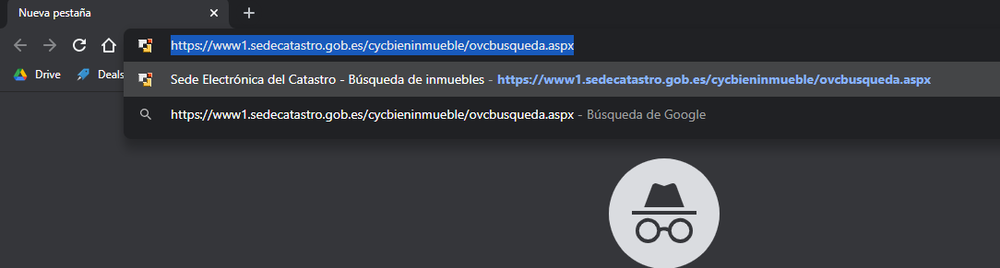 Nueva pestaña
https://www1.sedecatastro.gob.es/cycbieninmueble/ovcbusqueda.aspx
Drive Deals Sede Electrónica del Catastro - Búsqueda de inmuebles - https://www1.sedecatastro.gob.es/cycbieninmueble/ovcbusqueda.aspx
https://www1.sedecatastro.gob.es/cycbieninmueble/ovcbusqueda.aspx - Búsqueda de Google